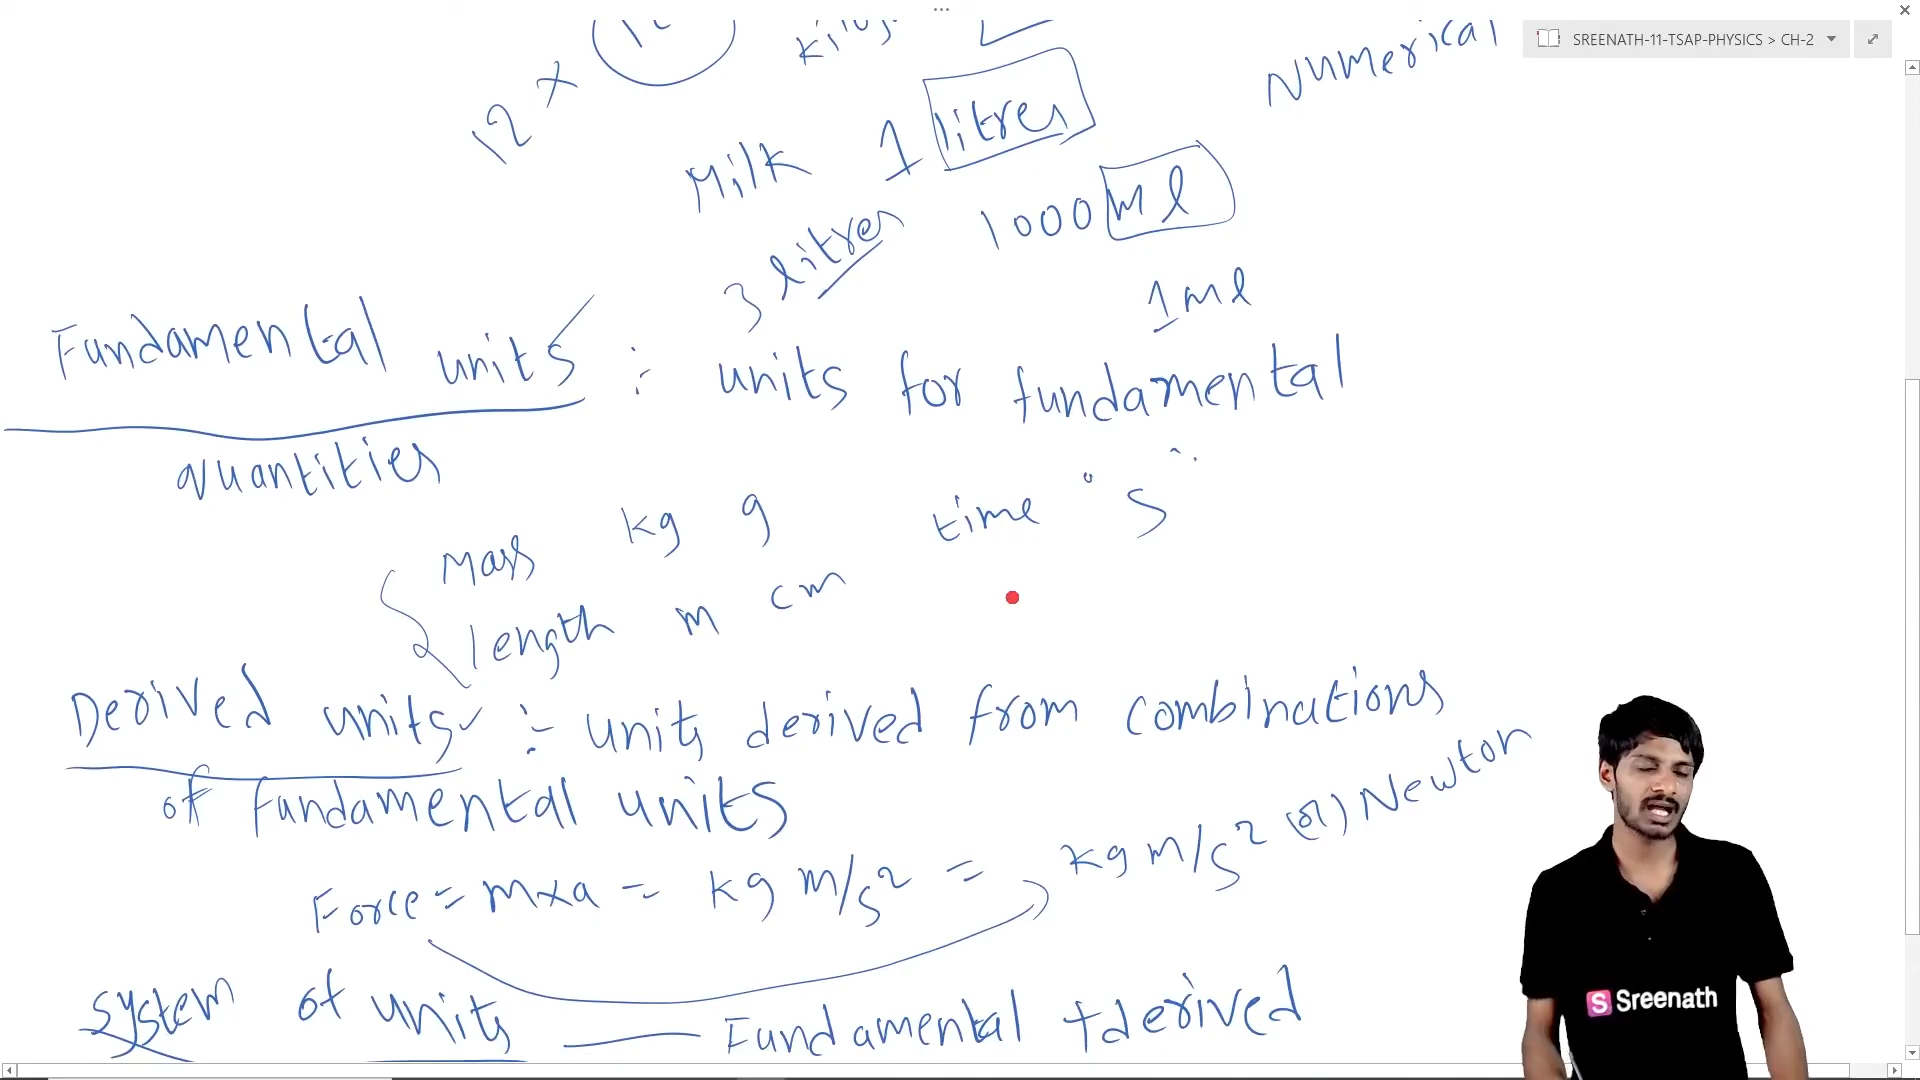 SREENATH-11-TSAP-PHYSICS > CH-2
Numerical
12 ×
Milk 1 litres
1000 ml
3 litres
1 ml
Fundamental units :- units for fundamental
quantities
Mass kg g time S
length m cm
Derived units :- units derived from combinations
of fundamental units
Force = m×a = kg m/s² = kg m/s² (or) Newton
System of units — Fundamental + derived
S Sreenath